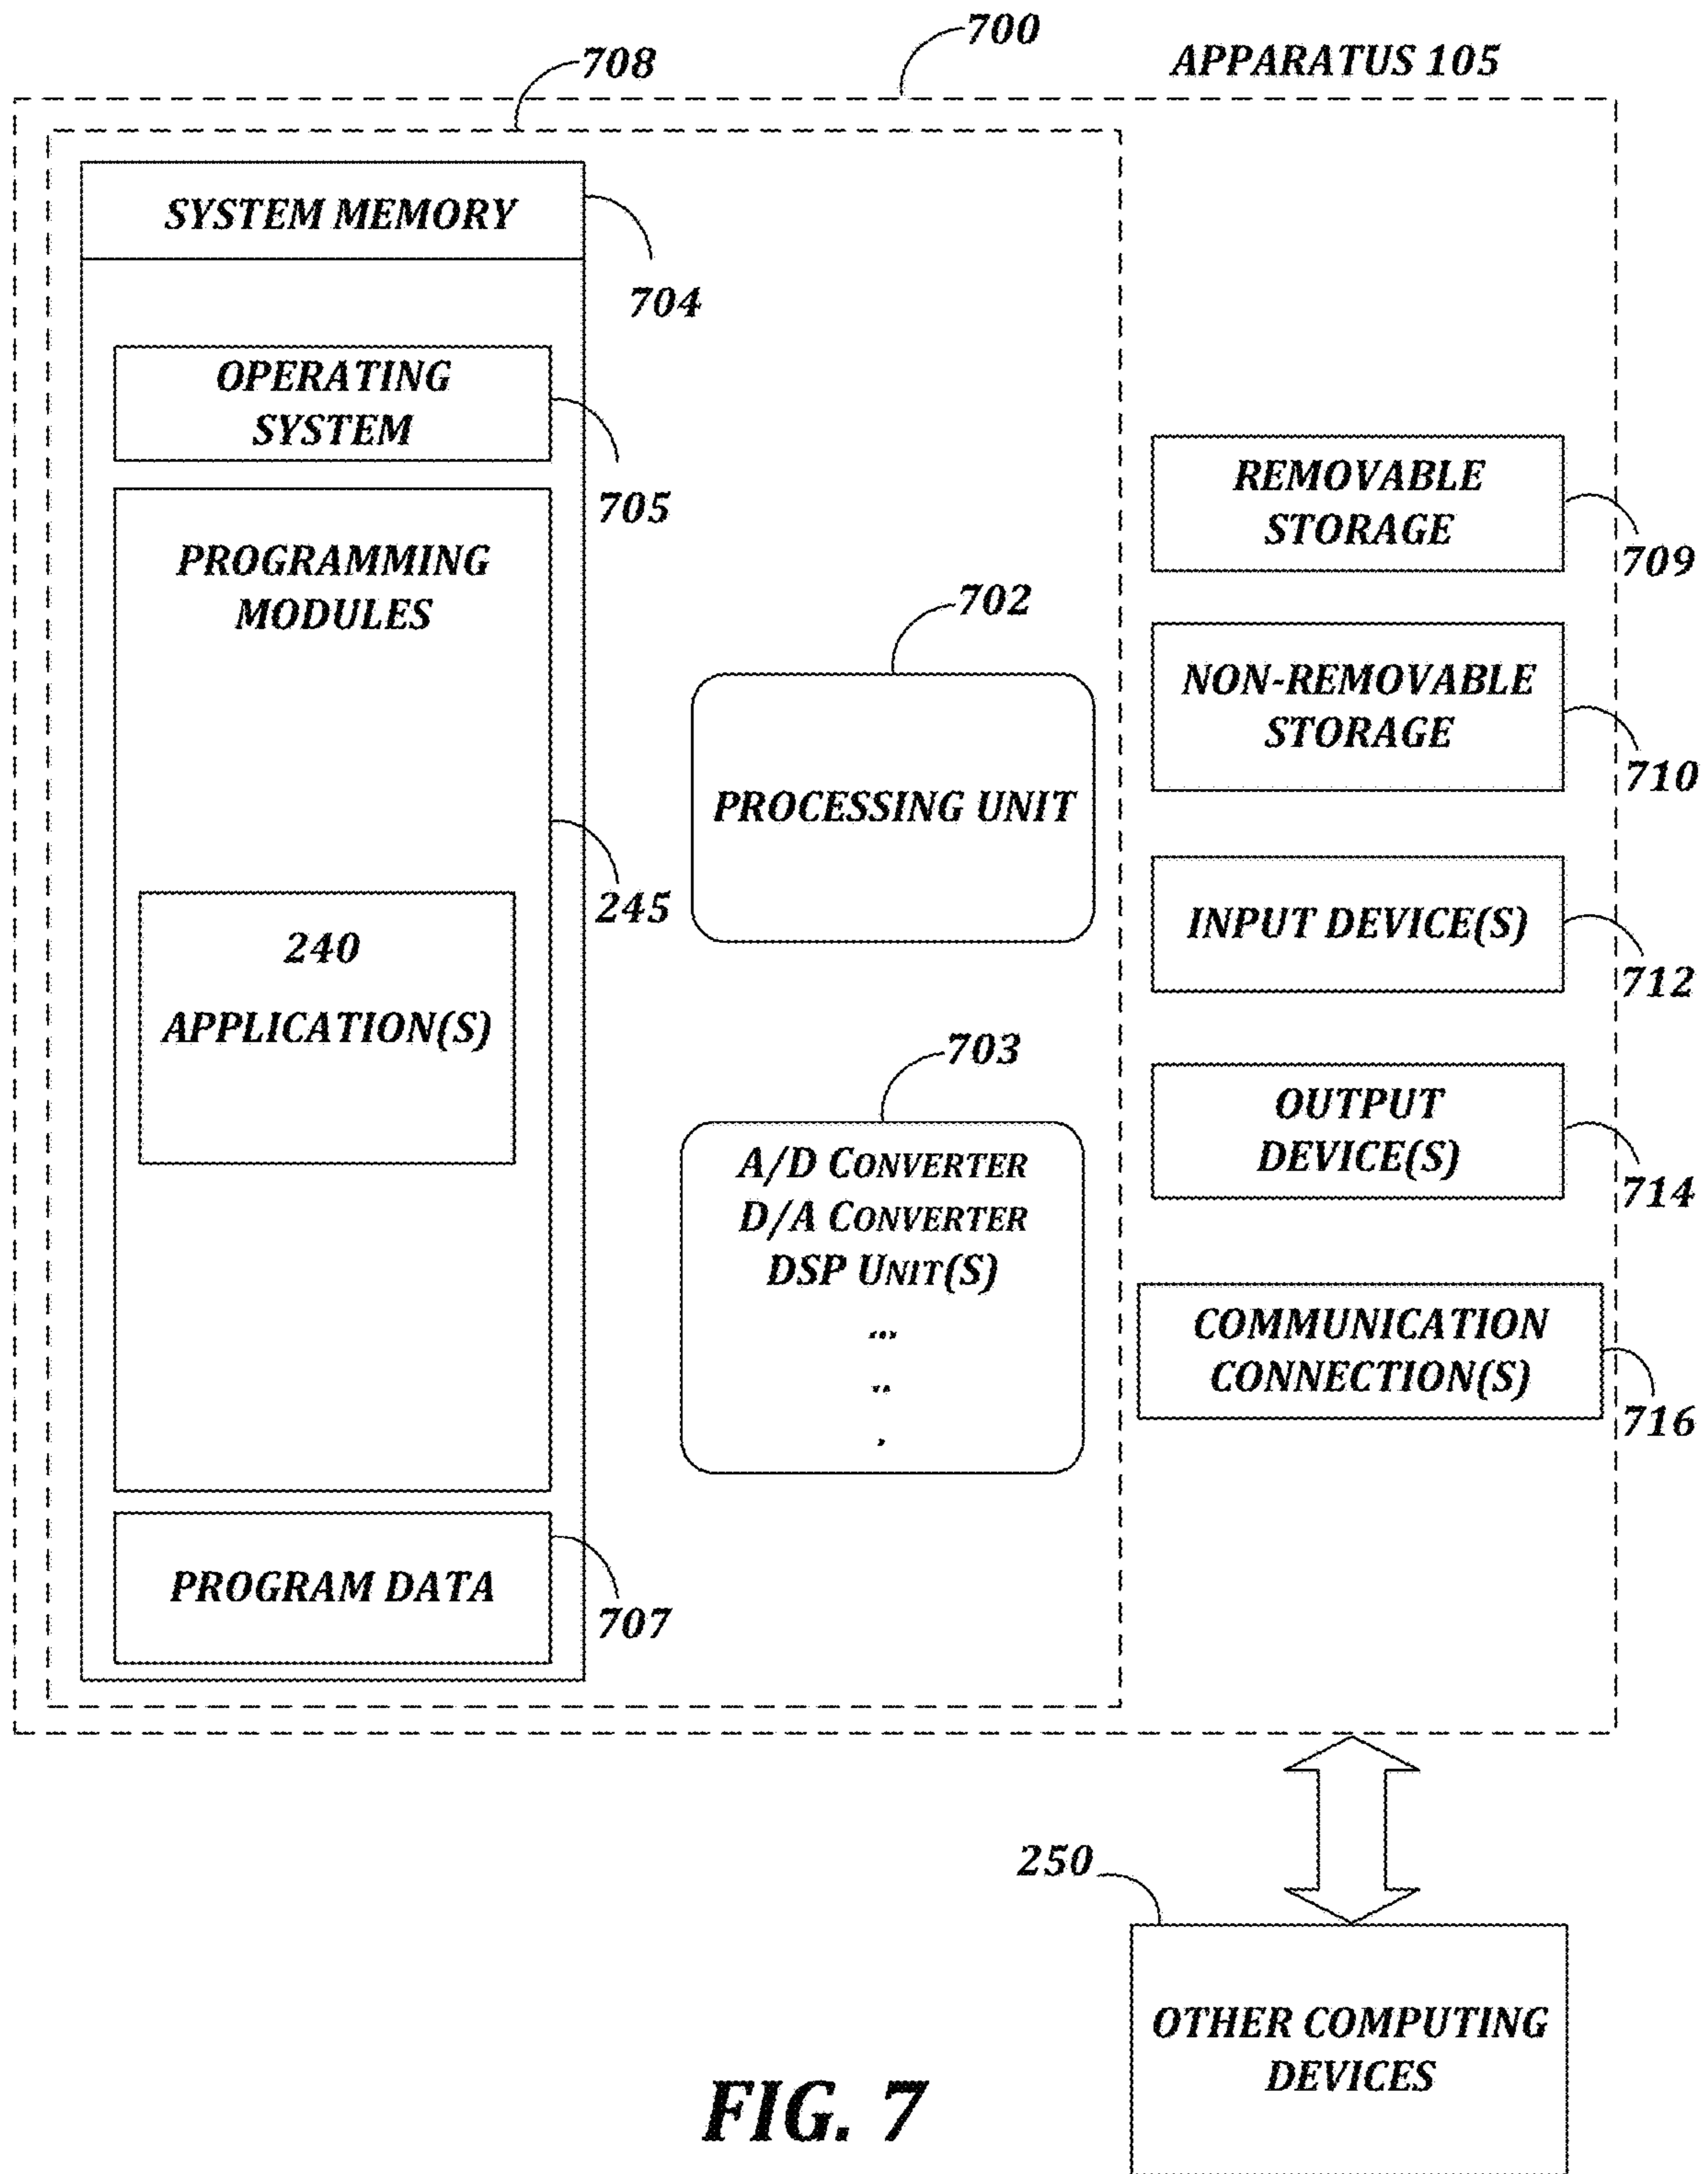 700
APPARATUS 105
708
SYSTEM MEMORY
704
OPERATING
SYSTEM
705
PROGRAMMING
MODULES
245
240
APPLICATION(S)
PROGRAM DATA
707
702
PROCESSING UNIT
703
A/D CONVERTER
D/A CONVERTER
DSP UNIT(S)
...
..
.
REMOVABLE
STORAGE
709
NON-REMOVABLE
STORAGE
710
INPUT DEVICE(S)
712
OUTPUT
DEVICE(S)
714
COMMUNICATION
CONNECTION(S)
716
250
OTHER COMPUTING
DEVICES
FIG. 7